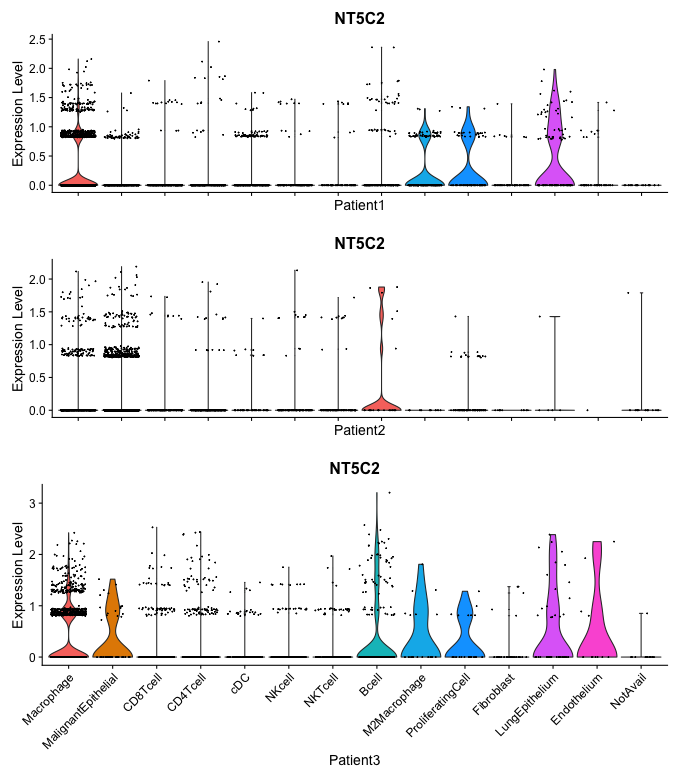 NT5C2
Expression Level
2.5
2.0
1.5
1.0
0.5
0.0
Patient1
NT5C2
Expression Level
2.0
1.5
1.0
0.5
0.0
Patient2
NT5C2
Expression Level
3
2
1
0
Macrophage
MalignantEpithelial
CD8Tcell
CD4Tcell
cDC
NKcell
NKTcell
Bcell
M2Macrophage
ProliferatingCell
Fibroblast
LungEpithelium
Endothelium
NotAvail
Patient3